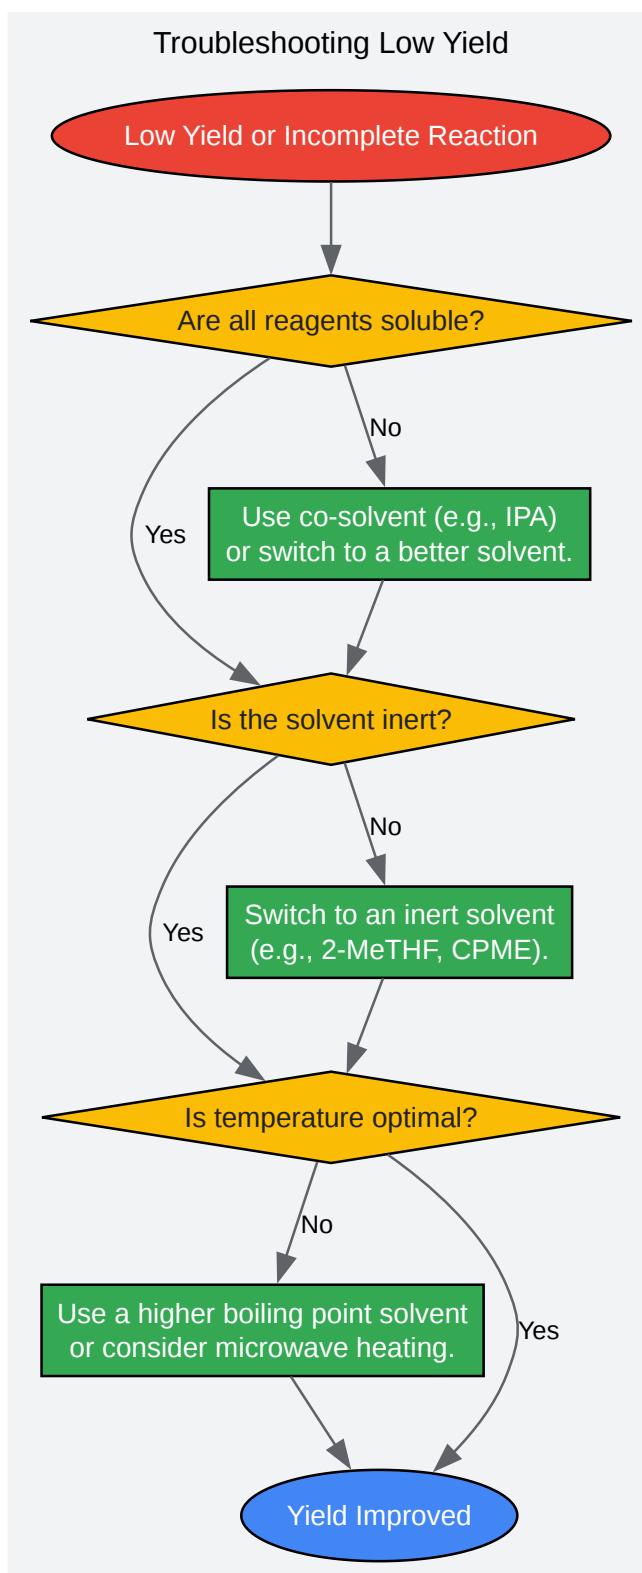 Troubleshooting Low Yield
Low Yield or Incomplete Reaction
Are all reagents soluble?
No
Use co-solvent (e.g., IPA)
or switch to a better solvent.
Yes
Is the solvent inert?
No
Switch to an inert solvent
(e.g., 2-MeTHF, CPME).
Yes
Is temperature optimal?
No
Use a higher boiling point solvent
or consider microwave heating.
Yes
Yield Improved